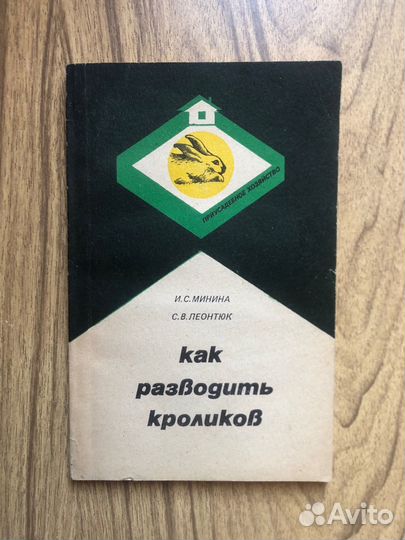 ПРИУСАДЕБНОЕ ХОЗЯЙСТВО
И.С.МИНИНА
С.В.ЛЕОНТЮК
как
разводить
кроликов
Avito